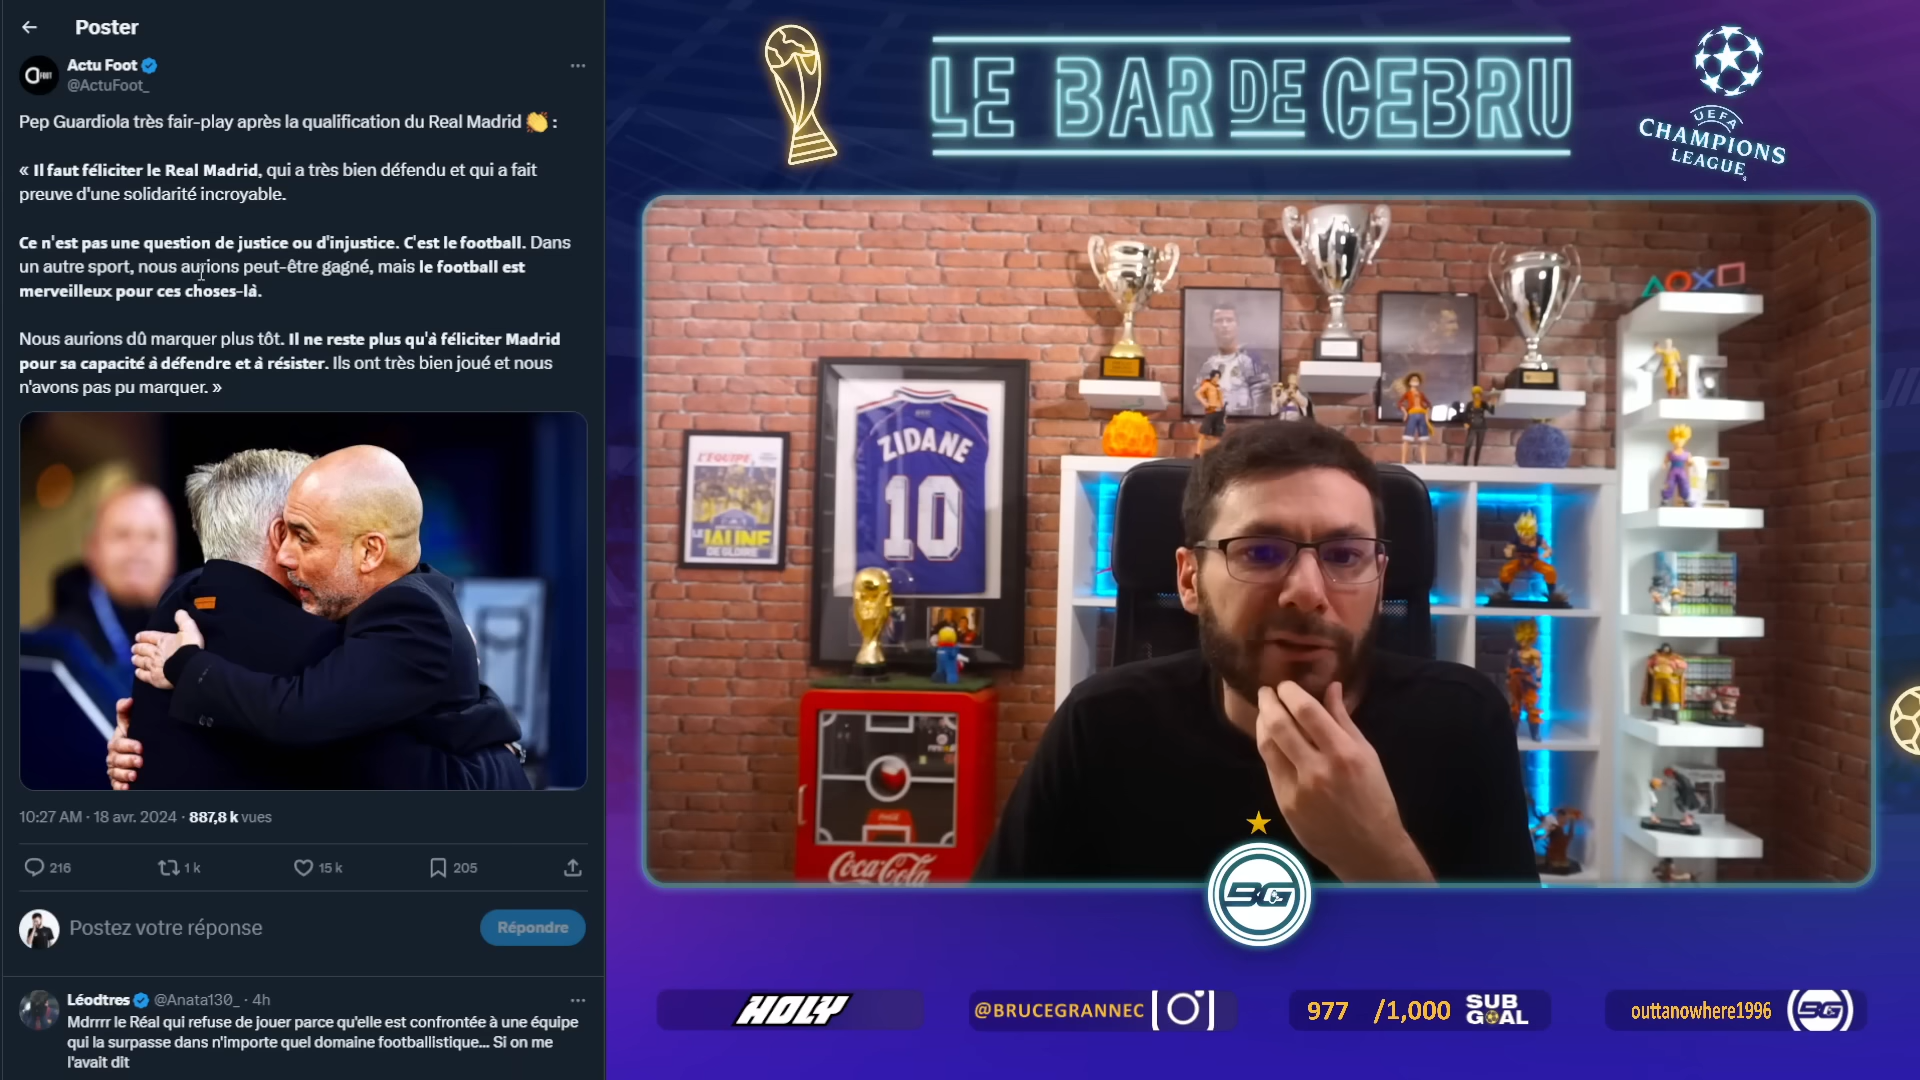 Poster
Actu Foot
@ActuFoot_
Pep Guardiola très fair-play après la qualification du Real Madrid 👏 :
« Il faut féliciter le Real Madrid, qui a très bien défendu et qui a fait
preuve d'une solidarité incroyable.
Ce n'est pas une question de justice ou d'injustice. C'est le football. Dans
un autre sport, nous aurions peut-être gagné, mais le football est
merveilleux pour ces choses-là.
Nous aurions dû marquer plus tôt. Il ne reste plus qu'à féliciter Madrid
pour sa capacité à défendre et à résister. Ils ont très bien joué et nous
n'avons pas pu marquer. »
10:27 AM · 18 avr. 2024 · 887,8 k vues
216
1 k
15 k
205
Postez votre réponse
Répondre
Léodtres @Anata130_ · 4h
Mdrrrr le Réal qui refuse de jouer parce qu'elle est confrontée à une équipe
qui la surpasse dans n'importe quel domaine footballistique... Si on me
l'avait dit
LE BAR DE CEBRU
UEFA
CHAMPIONS
LEAGUE
L'ÉQUIPE
LE JAUNE
DE GLOIRE
ZIDANE
10
Coca-Cola
BG
HOLY
@BRUCEGRANNEC
977 /1,000
SUB
GOAL
outtanowhere1996
BG